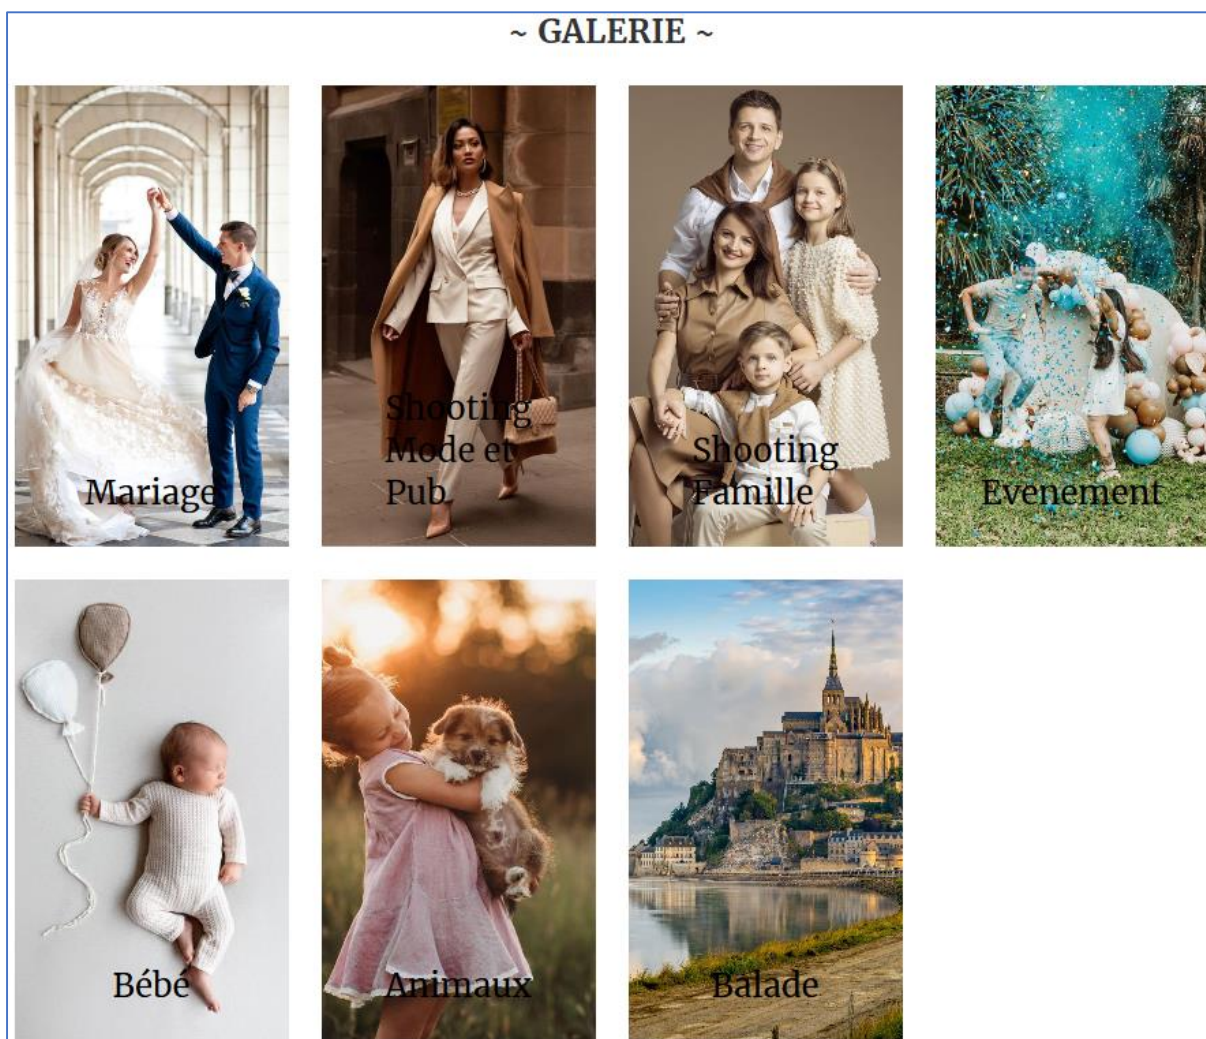 ~ GALERIE ~
Mariage
Shooting
Mode et
Pub
Shooting
Famille
Evenement
Bébé
Animaux
Balade